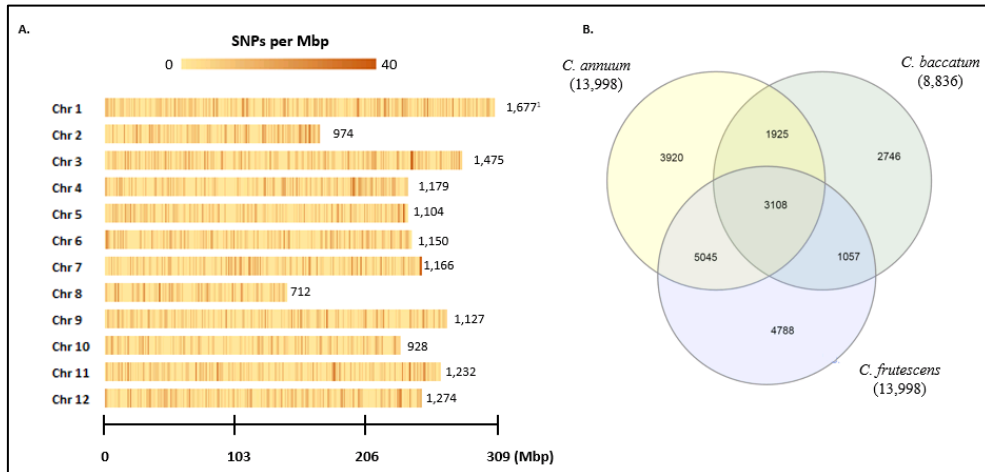 A.
SNPs per Mbp
0 40
Chr 1 1,677¹
Chr 2 974
Chr 3 1,475
Chr 4 1,179
Chr 5 1,104
Chr 6 1,150
Chr 7 1,166
Chr 8 712
Chr 9 1,127
Chr 10 928
Chr 11 1,232
Chr 12 1,274
0 103 206 309 (Mbp)
B.
C. annuum
(13,998)
C. baccatum
(8,836)
1925
3920
2746
3108
5045
1057
4788
C. frutescens
(13,998)